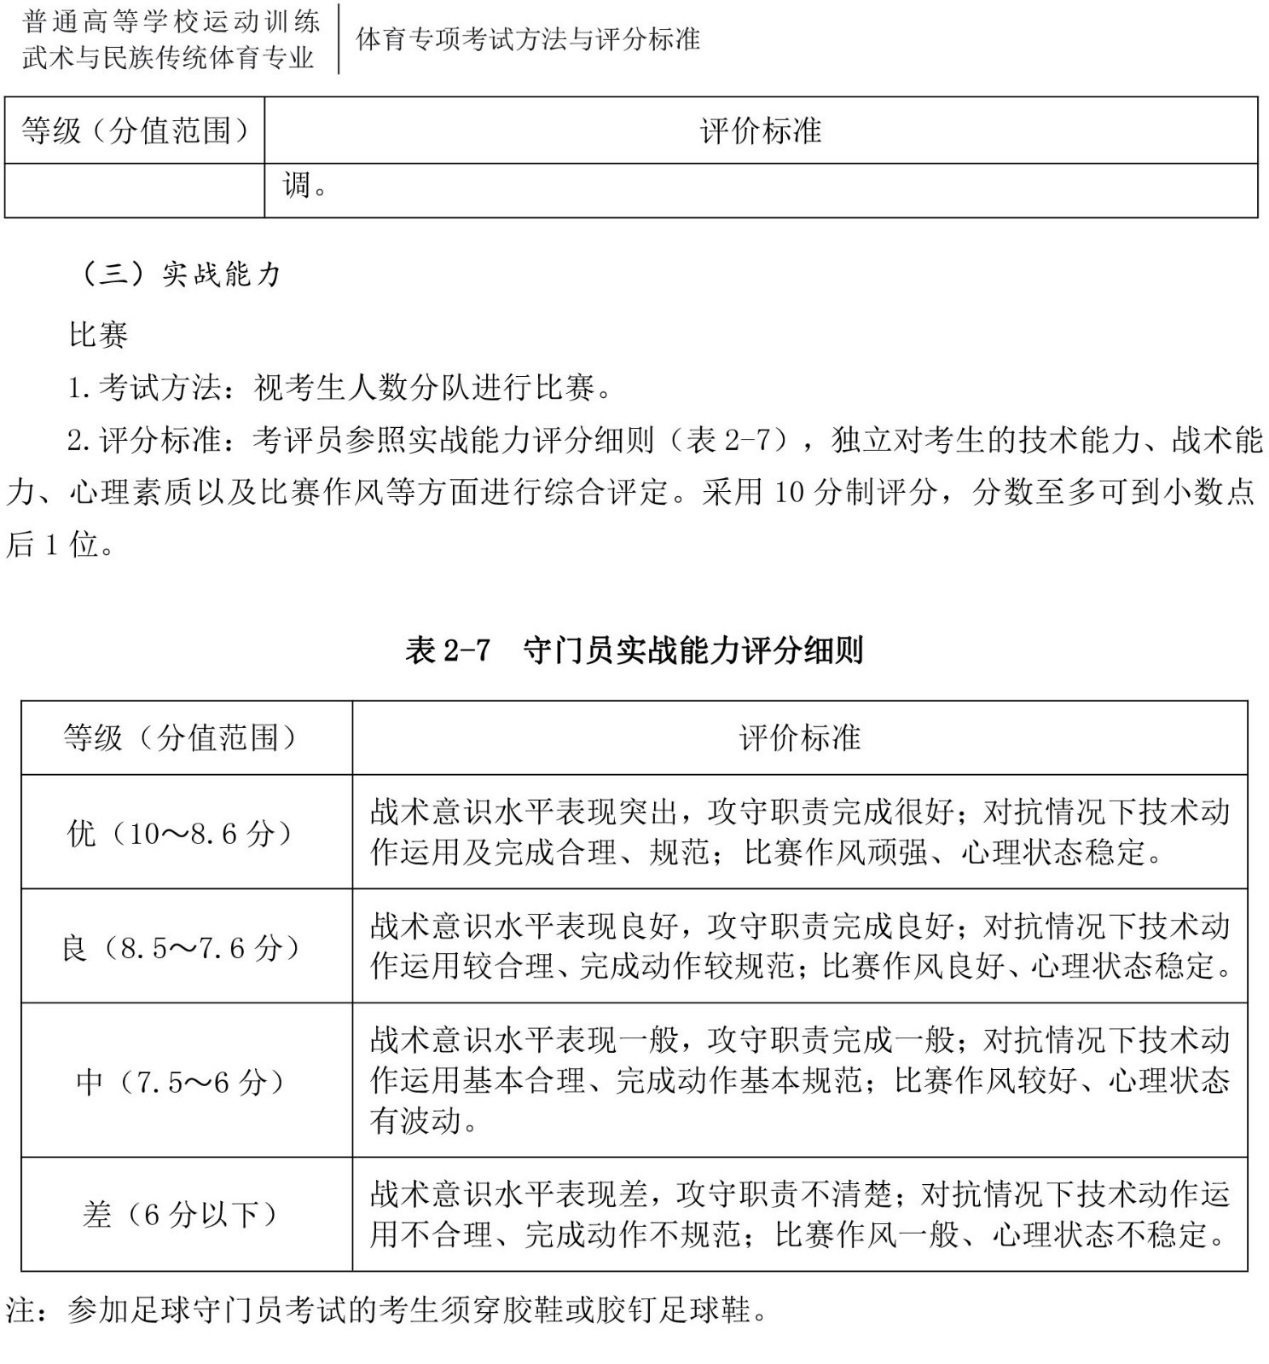 普通高等学校运动训练
武术与民族传统体育专业
体育专项考试方法与评分标准
等级（分值范围）
评价标准
调。
（三）实战能力
比赛
1.考试方法：视考生人数分队进行比赛。
2.评分标准：考评员参照实战能力评分细则（表 2-7），独立对考生的技术能力、战术能
力、心理素质以及比赛作风等方面进行综合评定。采用 10 分制评分，分数至多可到小数点
后 1 位。
表 2-7 守门员实战能力评分细则
等级（分值范围）
评价标准
优（10～8.6 分）
战术意识水平表现突出，攻守职责完成很好；对抗情况下技术动
作运用及完成合理、规范；比赛作风顽强、心理状态稳定。
良（8.5～7.6 分）
战术意识水平表现良好，攻守职责完成良好；对抗情况下技术动
作运用较合理、完成动作较规范；比赛作风良好、心理状态稳定。
中（7.5～6 分）
战术意识水平表现一般，攻守职责完成一般；对抗情况下技术动
作运用基本合理、完成动作基本规范；比赛作风较好、心理状态
有波动。
差（6 分以下）
战术意识水平表现差，攻守职责不清楚；对抗情况下技术动作运
用不合理、完成动作不规范；比赛作风一般、心理状态不稳定。
注：参加足球守门员考试的考生须穿胶鞋或胶钉足球鞋。